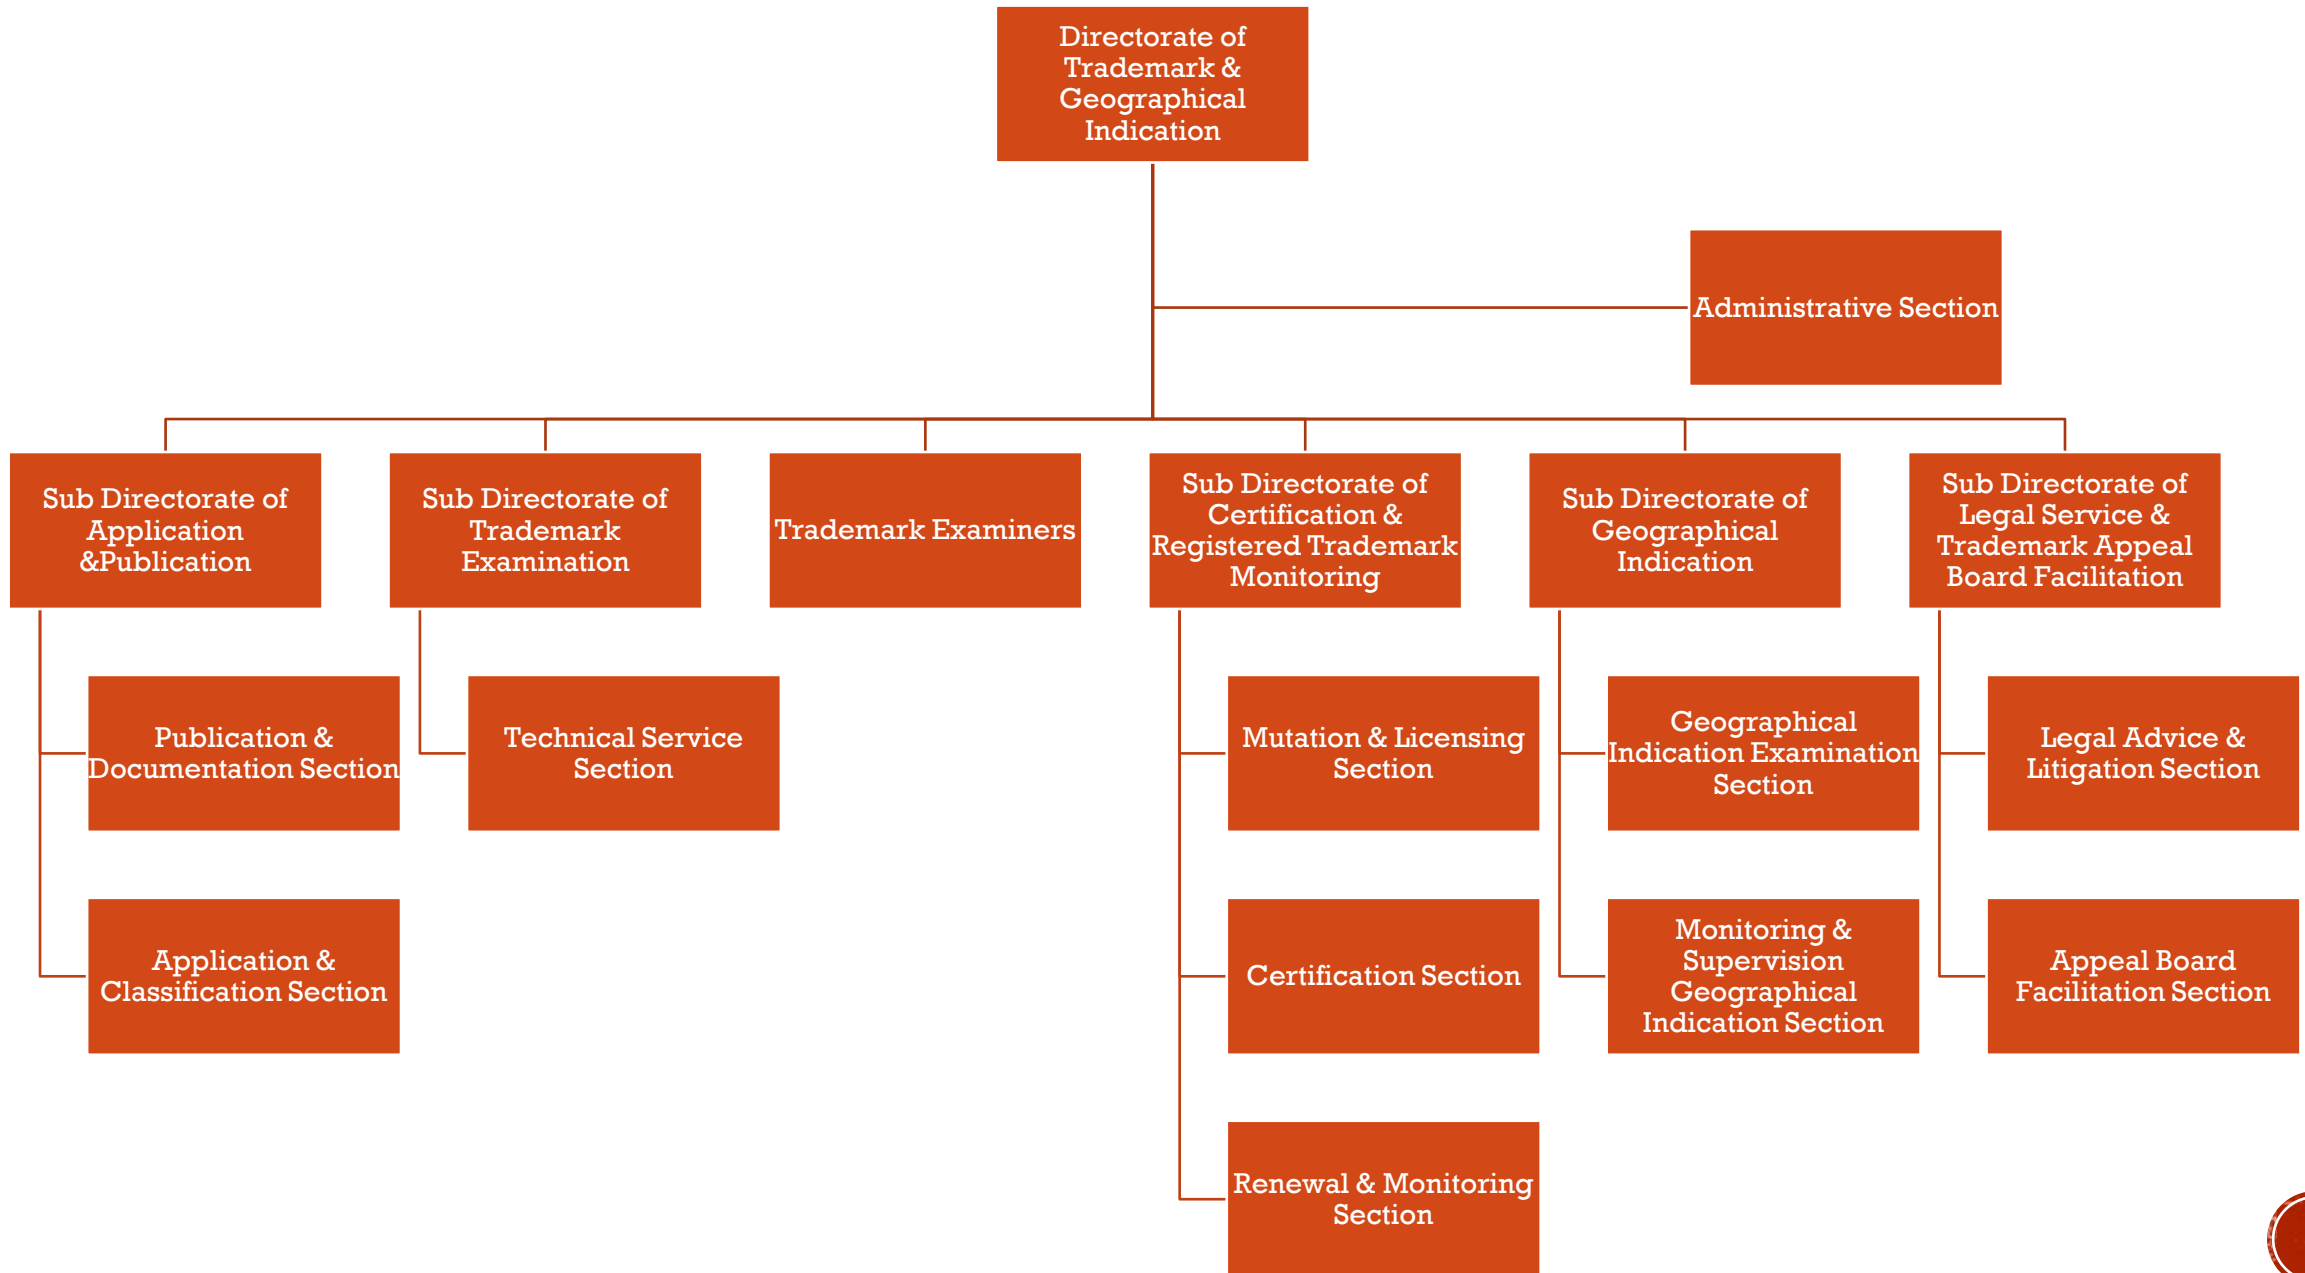 Directorate of
Trademark &
Geographical
Indication
Administrative Section
Sub Directorate of
Application
&Publication
Sub Directorate of
Trademark
Examination
Trademark Examiners
Sub Directorate of
Certification &
Registered Trademark
Monitoring
Sub Directorate of
Geographical
Indication
Sub Directorate of
Legal Service &
Trademark Appeal
Board Facilitation
Publication &
Documentation Section
Technical Service
Section
Mutation & Licensing
Section
Geographical
Indication Examination
Section
Legal Advice &
Litigation Section
Application &
Classification Section
Certification Section
Monitoring &
Supervision
Geographical
Indication Section
Appeal Board
Facilitation Section
Renewal & Monitoring
Section